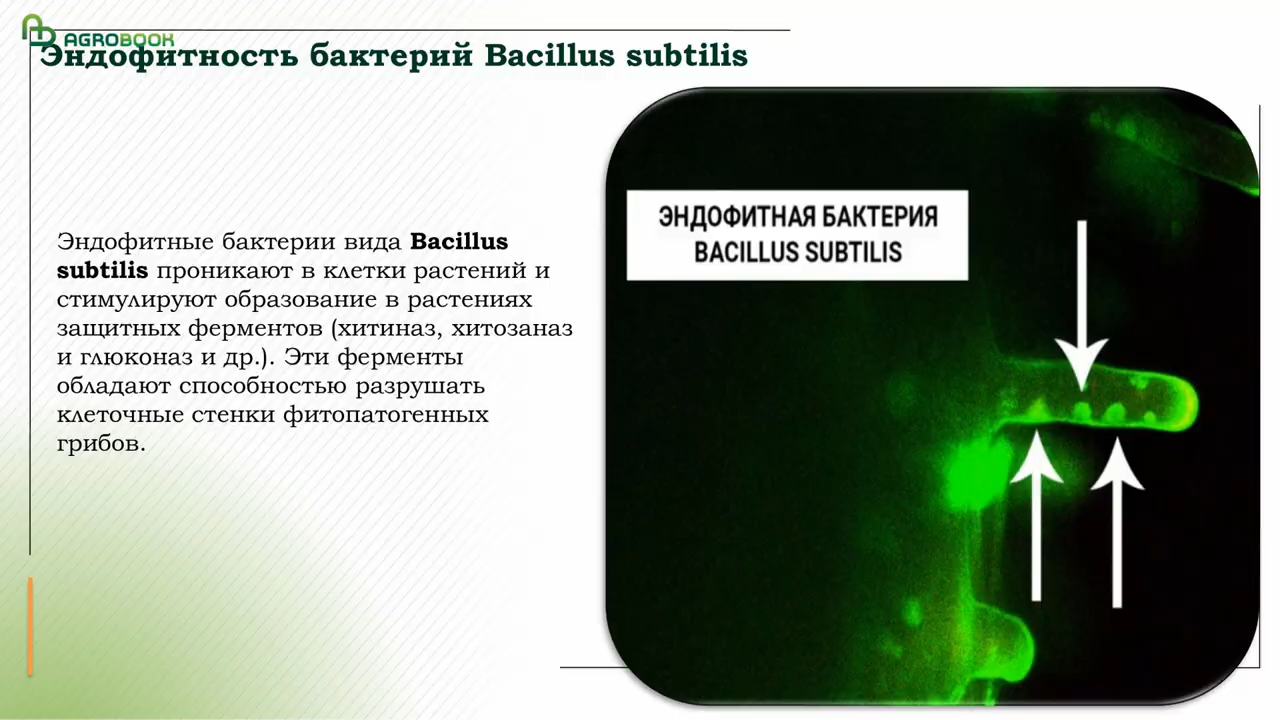 AGROBOOK
Эндофитность бактерий Bacillus subtilis
Эндофитные бактерии вида Bacillus
subtilis проникают в клетки растений и
стимулируют образование в растениях
защитных ферментов (хитиназ, хитозаназ
и глюконаз и др.). Эти ферменты
обладают способностью разрушать
клеточные стенки фитопатогенных
грибов.
ЭНДОФИТНАЯ БАКТЕРИЯ
BACILLUS SUBTILIS